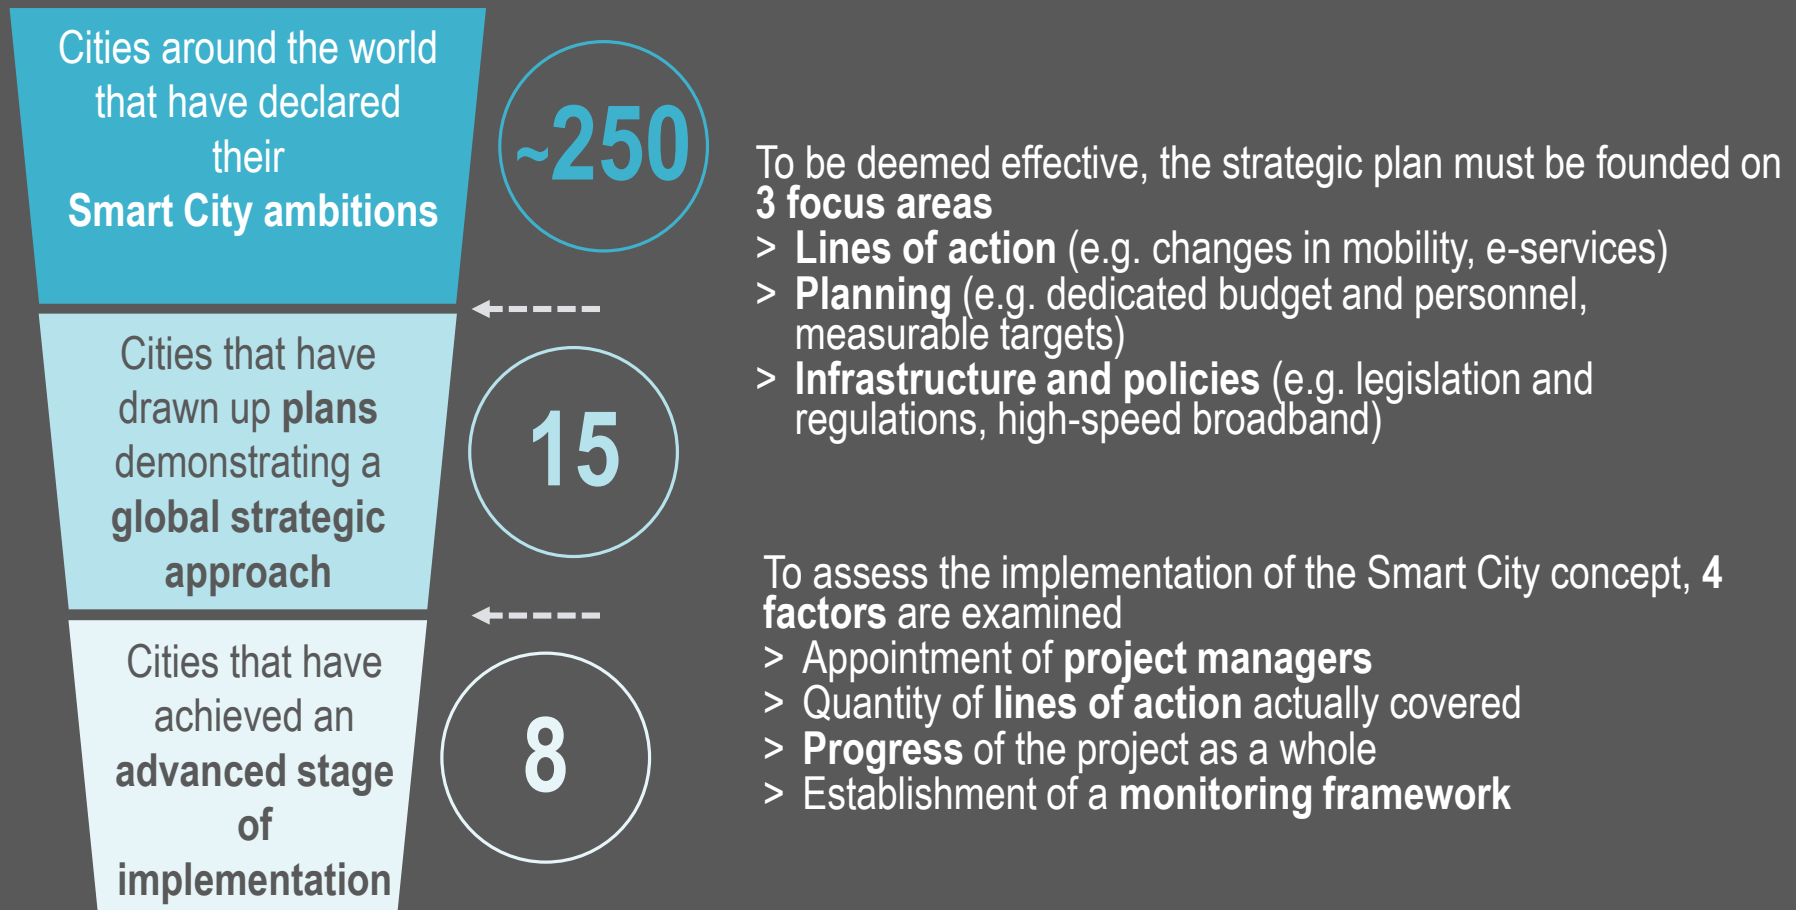 Cities around the world
that have declared
their
Smart City ambitions
~250
To be deemed effective, the strategic plan must be founded on
3 focus areas
> Lines of action (e.g. changes in mobility, e-services)
> Planning (e.g. dedicated budget and personnel,
measurable targets)
> Infrastructure and policies (e.g. legislation and
regulations, high-speed broadband)
Cities that have
drawn up plans
demonstrating a
global strategic
approach
15
To assess the implementation of the Smart City concept, 4
factors are examined
> Appointment of project managers
> Quantity of lines of action actually covered
> Progress of the project as a whole
> Establishment of a monitoring framework
Cities that have
achieved an
advanced stage
of
implementation
8